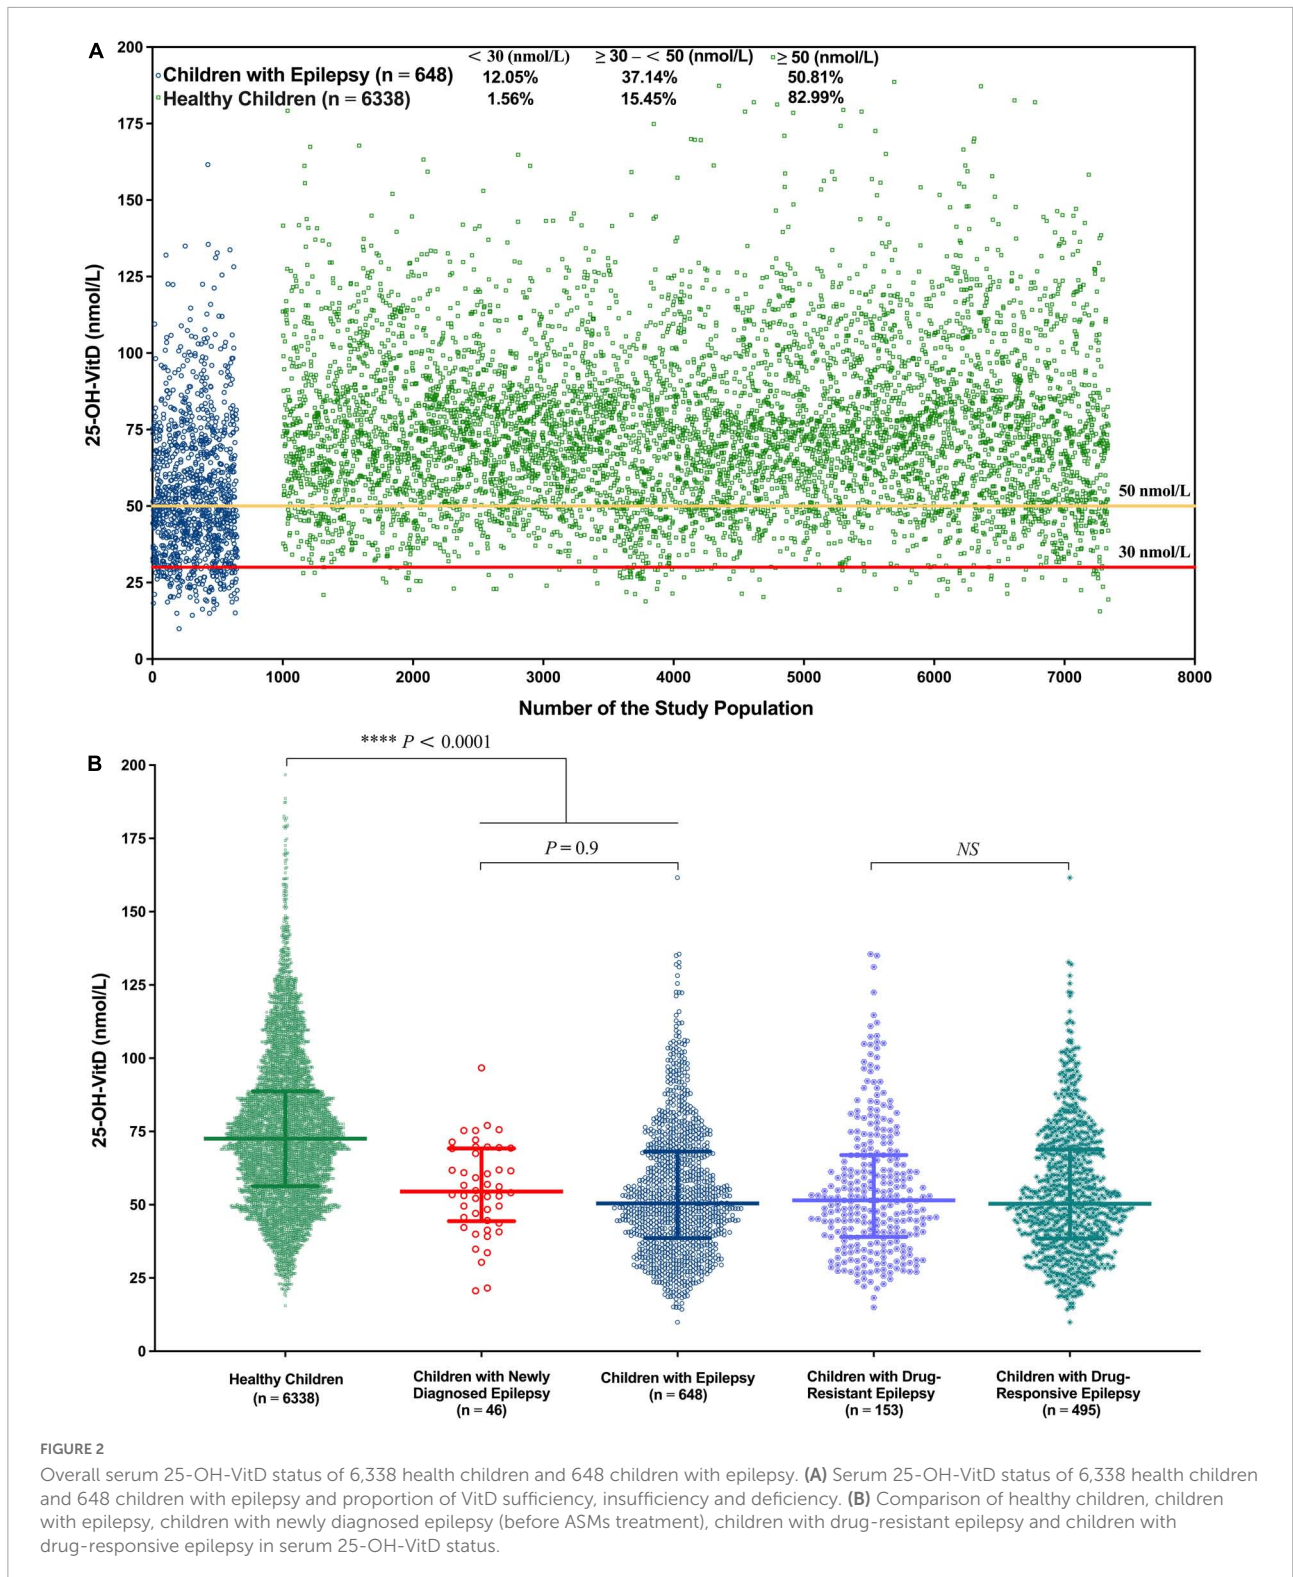 A
200
175
150
125
100
75
50
25
0
25-OH-VitD (nmol/L)
< 30 (nmol/L) ≥ 30 – < 50 (nmol/L) ≥ 50 (nmol/L)
Children with Epilepsy (n = 648) 12.05% 37.14% 50.81%
Healthy Children (n = 6338) 1.56% 15.45% 82.99%
50 nmol/L
30 nmol/L
0 1000 2000 3000 4000 5000 6000 7000 8000
Number of the Study Population
B
200
175
150
125
100
75
50
25
0
25-OH-VitD (nmol/L)
**** P < 0.0001
P = 0.9
NS
Healthy Children
(n = 6338)
Children with Newly
Diagnosed Epilepsy
(n = 46)
Children with Epilepsy
(n = 648)
Children with Drug-
Resistant Epilepsy
(n = 153)
Children with Drug-
Responsive Epilepsy
(n = 495)
FIGURE 2
Overall serum 25-OH-VitD status of 6,338 health children and 648 children with epilepsy. (A) Serum 25-OH-VitD status of 6,338 health children
and 648 children with epilepsy and proportion of VitD sufficiency, insufficiency and deficiency. (B) Comparison of healthy children, children
with epilepsy, children with newly diagnosed epilepsy (before ASMs treatment), children with drug-resistant epilepsy and children with
drug-responsive epilepsy in serum 25-OH-VitD status.